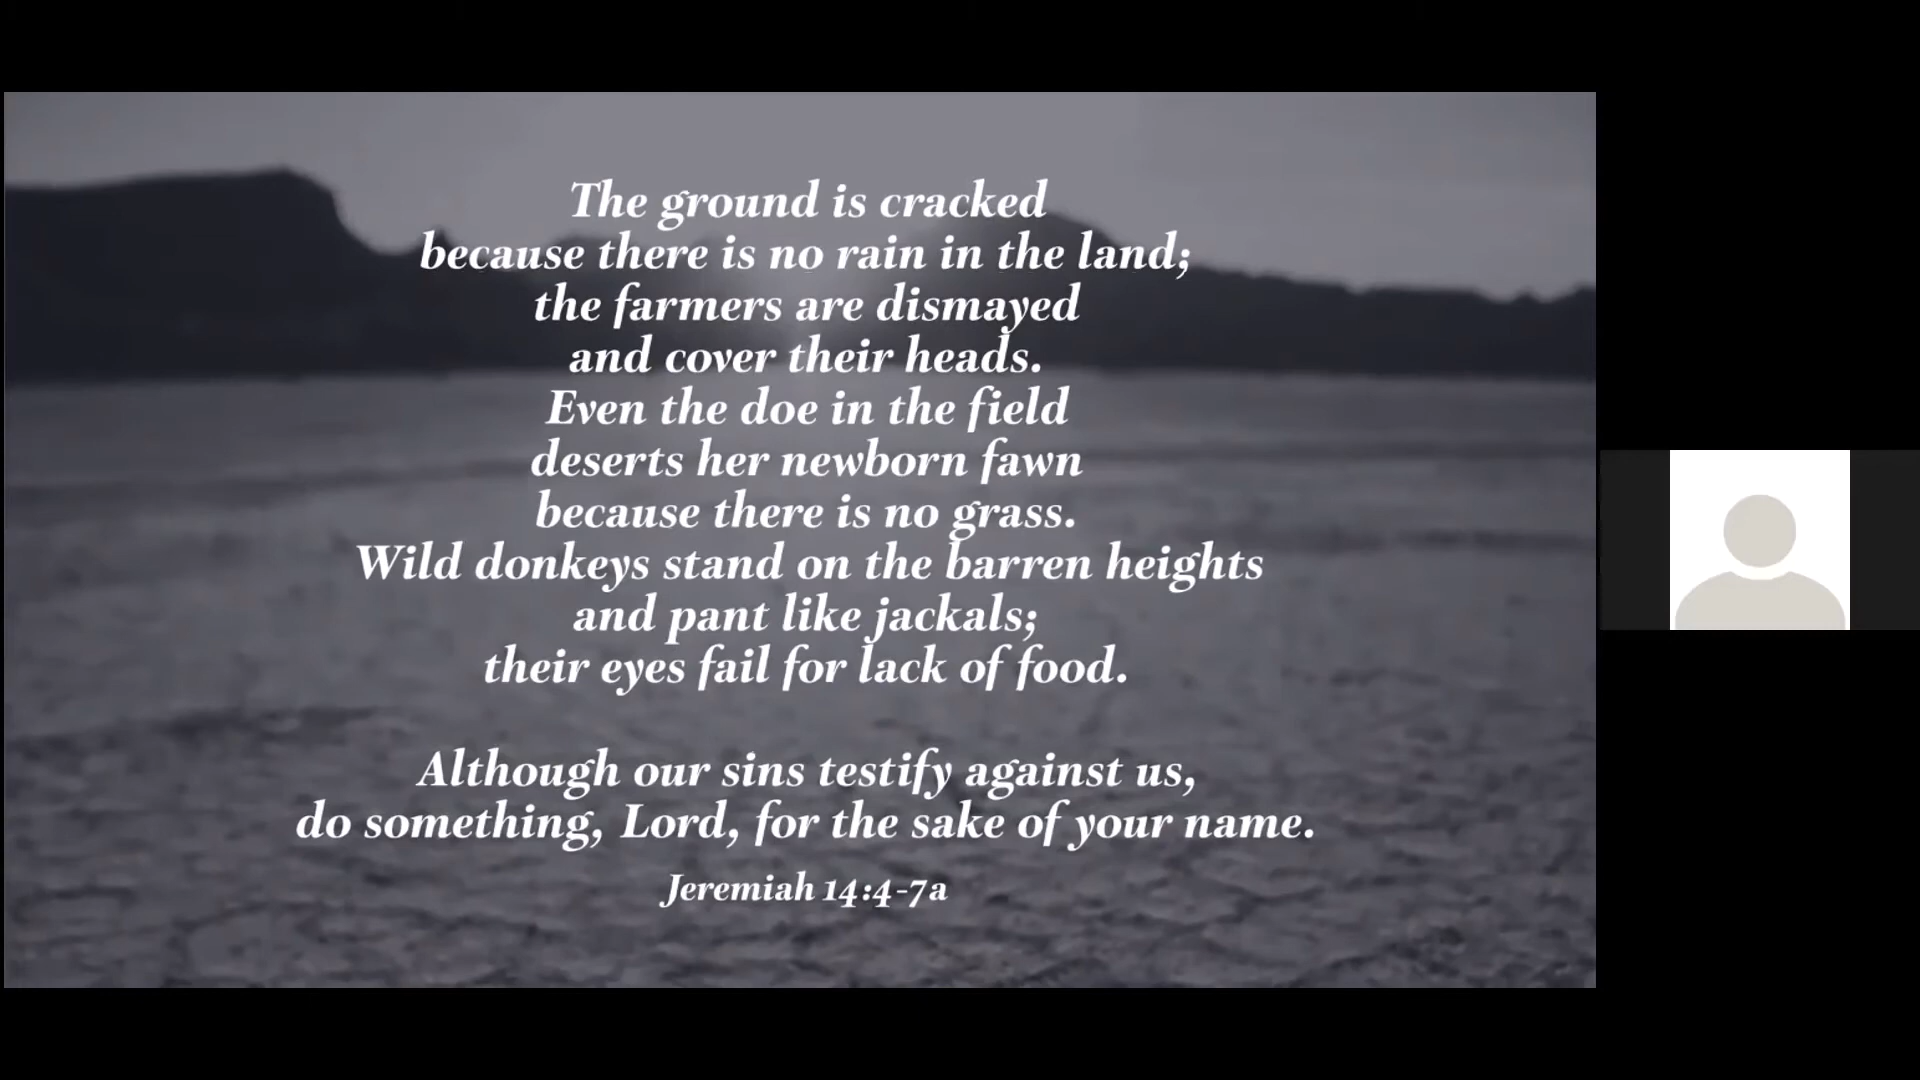 The ground is cracked
because there is no rain in the land;
the farmers are dismayed
and cover their heads.
Even the doe in the field
deserts her newborn fawn
because there is no grass.
Wild donkeys stand on the barren heights
and pant like jackals;
their eyes fail for lack of food.
Although our sins testify against us,
do something, Lord, for the sake of your name.
Jeremiah 14:4-7a